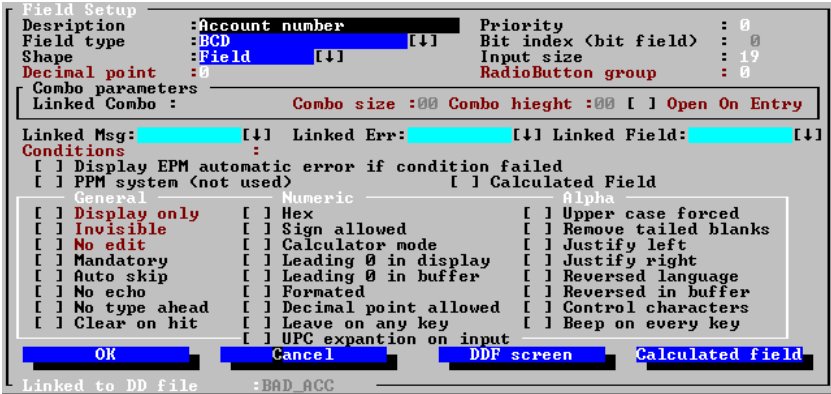 Field Setup
Desription :Account number Priority : 0
Field type :BCD [↓] Bit index (bit field) : 0
Shape :Field [↓] Input size : 19
Decimal point :0 RadioButton group : 0
Combo parameters
Linked Combo : Combo size :00 Combo hieght :00 [ ] Open On Entry
Linked Msg: [↓] Linked Err: [↓] Linked Field: [↓]
Conditions :
[ ] Display EPM automatic error if condition failed
[ ] PPM system (not used) [ ] Calculated Field
General Numeric Alpha
[ ] Display only [ ] Hex [ ] Upper case forced
[ ] Invisible [ ] Sign allowed [ ] Remove tailed blanks
[ ] No edit [ ] Calculator mode [ ] Justify left
[ ] Mandatory [ ] Leading 0 in display [ ] Justify right
[ ] Auto skip [ ] Leading 0 in buffer [ ] Reversed language
[ ] No echo [ ] Formated [ ] Reversed in buffer
[ ] No type ahead [ ] Decimal point allowed [ ] Control characters
[ ] Clear on hit [ ] Leave on any key [ ] Beep on every key
[ ] UPC expantion on input
OK Cancel DDF screen Calculated field
Linked to DD file :BAD_ACC